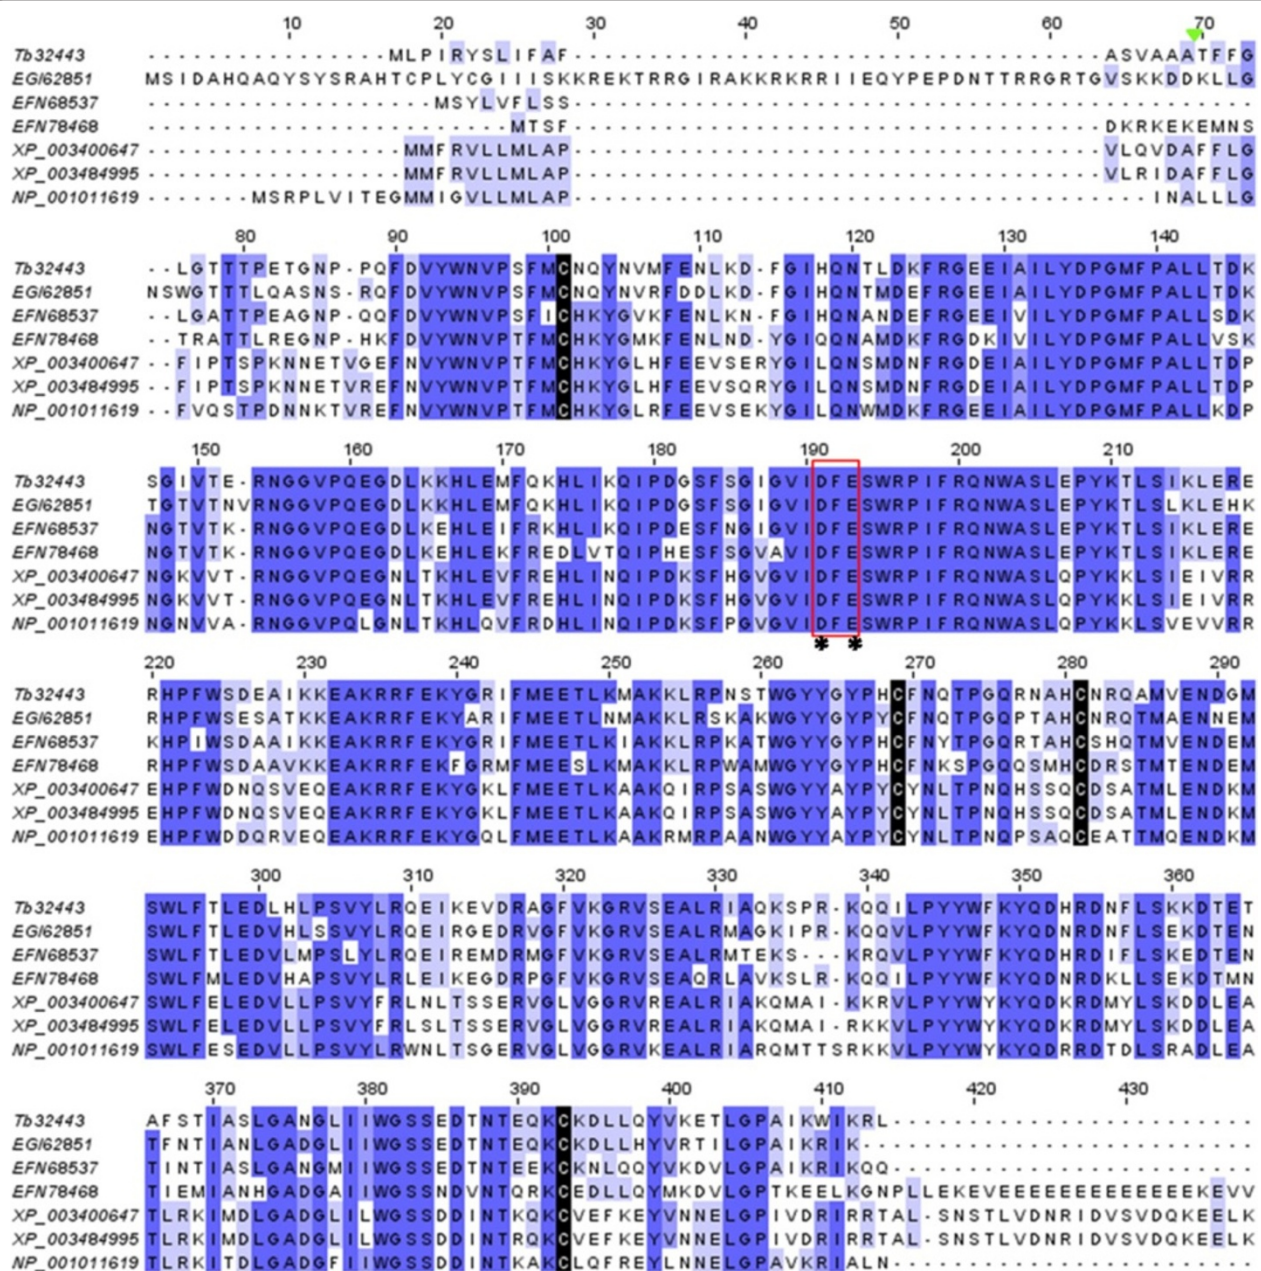 10 20 30 40 50 60 70
Tb32443 - - - - - - - - - - - - - - - - MLPIRYSLIFAF - - - - - - - - - - - - - - - - - - - - - - - - - - - - - - - - - - - ASVAAATFFG
EGI62851 MSIDAHQAQYSYSRAHTCPLYCGIIISKKREKTRRGIRAKKRKRRIIEQYPEPDNTTRRGRTGVSKKDDKLLG
EFN68537 - - - - - - - - - - - - - - - - - - - MSYLVFLSS - - - - - - - - - - - - - - - - - - - - - - - - - - - - - - - - - - - - - - - - - - - - -
EFN78468 - - - - - - - - - - - - - - - - - - - - - - - - MTSF - - - - - - - - - - - - - - - - - - - - - - - - - - - - - - - - - - - DKRKEKEMNS
XP_003400647 - - - - - - - - - - - - - - - - - MMFRVLLMLAP - - - - - - - - - - - - - - - - - - - - - - - - - - - - - - - - - - - VLQVDAFFLG
XP_003484995 - - - - - - - - - - - - - - - - - MMFRVLLMLAP - - - - - - - - - - - - - - - - - - - - - - - - - - - - - - - - - - - VLRIDAFFLG
NP_001011619 - - - - - - - MSRPLVITEGMMIGVLLMLAP - - - - - - - - - - - - - - - - - - - - - - - - - - - - - - - - - - - - - - INALLLG
80 90 100 110 120 130 140
Tb32443 --LGTTTPETGNP-PQFDVYWNVPSFMCNQYNVMFENLKD-FGIHQNTLDKFRGEEIAILYDPGMFPALLTDK
EGI62851 NSWGTTTLQASNS-RQFDVYWNVPSFMCNQYNVRFDDLKD-FGIHQNTMDEFRGEEIAILYDPGMFPALLTDK
EFN68537 --LGATTPEAGNP-QQFDVYWNVPSFICHKYGVKFENLKN-FGIHQNANDEFRGEEIVILYDPGMFPALLSDK
EFN78468 --TRATTLREGNP-HKFDVYWNVPTFMCHKYGMKFENLND-YGIQQNAMDKFRGDKIVILYDPGMFPALLVSK
XP_003400647 --FIPTSPKNNETVGEFNVYWNVPTFMCHKYGLHFEEVSERYGILQNSMDNFRGDEIAILYDPGMFPALLTDP
XP_003484995 --FIPTSPKNNETVREFNVYWNVPTFMCHKYGLHFEEVSQRYGILQNSMDNFRGEEIAILYDPGMFPALLTDP
NP_001011619 --FVQSTPDNNKTVREFNVYWNVPTFMCHKYGLRFEEVSEKYGILQNWMDKFRGEEIAILYDPGMFPALLKDP
150 160 170 180 190 200 210
Tb32443 SGIVTE-RNGGVPQEGDLKKHLEMFQKHLIKQIPDGSFSGIGVIDFESWRPIFRQNWASLEPYKTLSIKLERE
EGI62851 TGTVTNVRNGGVPQEGDLKKHLEMFQKHLIKQIPDGSFSGIGVIDFESWRPIFRQNWASLEPYKTLSLKLEHK
EFN68537 NGTVTK-RNGGVPQEGDLKEHLEIFRKHLIKQIPDESFNGIGVIDFESWRPIFRQNWASLEPYKTLSIKLERE
EFN78468 NGTVTK-RNGGVPQEGDLKEHLEKFREDLVTQIPHESFSGVAVIDFESWRPIFRQNWASLEPYKTLSIKLERE
XP_003400647 NGKVVT-RNGGVPQEGNLTKHLEVFREHLINQIPDKSFHGVGVIDFESWRPIFRQNWASLQPYKKLSIEIVRR
XP_003484995 NGKVVT-RNGGVPQEGNLTKHLEVFREHLINQIPDKSFHGVGVIDFESWRPIFRQNWASLQPYKKLSIEIVRR
NP_001011619 NGNVVA-RNGGVPQLGNLTKHLQVFRDHLINQIPDKSFPGVGVIDFESWRPIFRQNWASLQPYKKLSVEVVRR
* *
220 230 240 250 260 270 280 290
Tb32443 RHPFWSDEAIKKEAKRRFEKYGRIFMEETLKMAKKLRPNSTWGYYGYPHCFNQTPGQRNAHCNRQAMVENDGM
EGI62851 RHPFWSESATKKEAKRRFEKYARIFMEETLNMAKKLRSKAKWGYYGYPYCFNQTPGQPTAHCNRQTMAENNEM
EFN68537 KHPIWSDAAIKKEAKRRFEKYGRIFMEETLKIAKKLRPKATWGYYGYPHCFNYTPGQRTAHCSHQTMVENDEM
EFN78468 RHPFWSDAAVKKEAKRRFEKFGRMFMEESLKMAKKLRPWAMWGYYGYPHCFNKSPGQQSMHCDRSTMTENDEM
XP_003400647 EHPFWDNQSVEQEAKRRFEKYGKLFMEETLKAAKQIRPSASWGYYAYPYCYNLTPNQHSSQCDSATMLENDKM
XP_003484995 EHPFWDNQSVEQEAKRRFEKYGKLFMEETLKAAKQIRPSASWGYYAYPYCYNLTPNQHSSQCDSATMLENDKM
NP_001011619 EHPFWDDQRVEQEAKRRFEKYGQLFMEETLKAAKRMRPAANWGYYAYPYCYNLTPNQPSAQCEATTMQENDKM
300 310 320 330 340 350 360
Tb32443 SWLFTLEDLHLPSVYLRQEIKEVDRAGFVKGRVSEALRIAQKSPR-KQQILPYYWFKYQDHRDNFLSKKDTET
EGI62851 SWLFTLEDVHLSSVYLRQEIRGEDRVGFVKGRVSEALRMAGKIPR-KQQVLPYYWFKYQDNRDNFLSEKDTEN
EFN68537 SWLFTLEDVLMPSLYLRQEIREMDRMGFVKGRVSEALRMTEKS---KRQVLPYYWFKYQDHRDIFLSKEDTEN
EFN78468 SWLFMLEDVHAPSVYLRLEIKEGDRPGFVKGRVSEAQRLAVKSLR-KQQILPYYWFKYQDNRDKLLSEKDTMN
XP_003400647 SWLFELEDVLLPSVYFRLNLTSSERVGLVGGRVREALRIAKQMAI-KKRVLPYYWYKYQDKRDMYLSKDDLEA
XP_003484995 SWLFELEDVLLPSVYFRLSLTSSERVGLVGGRVREALRIAKQMAI-RKKVLPYYWYKYQDKRDMYLSKDDLEA
NP_001011619 SWLFESEDVLLPSVYLRWNLTSGERVGLVGGRVKEALRIARQMTTSRKKVLPYYWYKYQDRRDTDLSRADLEA
370 380 390 400 410 420 430
Tb32443 AFSTIASLGANGLIIWGSSEDTNTEQKCKDLLQYVKETLGPAIKWIKRL- - - - - - - - - - - - - - - - - - - - - - - -
EGI62851 TFNTIANLGADGLIIWGSSEDTNTEQKCKDLLHYVRTILGPAIKRIK- - - - - - - - - - - - - - - - - - - - - - - - - -
EFN68537 TINTIASLGANGMIIWGSSEDTNTEEKCKNLQQYVKDVLGPAIKRIKQQ- - - - - - - - - - - - - - - - - - - - - - - -
EFN78468 TIEMIANHGADGAIIWGSSNDVNTQRKCEDLLQYMKDVLGPTKEELKGNPLLEKEVEEEEEEEEEEEEEKEVV
XP_003400647 TLRKIMDLGADGLILWGSSDDINTKQKCVEFKEYVNNELGPIVDRIRRTAL-SNSTLVDNRIDVSVDQKEELK
XP_003484995 TLRKIMDLGADGLILWGSSDDINTRQKCVEFKEYVNNELGPIVDRIRRTAL-SNSTLVDNRIDVSVDQKEELK
NP_001011619 TLRKITDLGADGFIIWGSSDDINTKAKCLQFREYLNNELGPAVKRIALN- - - - - - - - - - - - - - - - - - - - - - - -